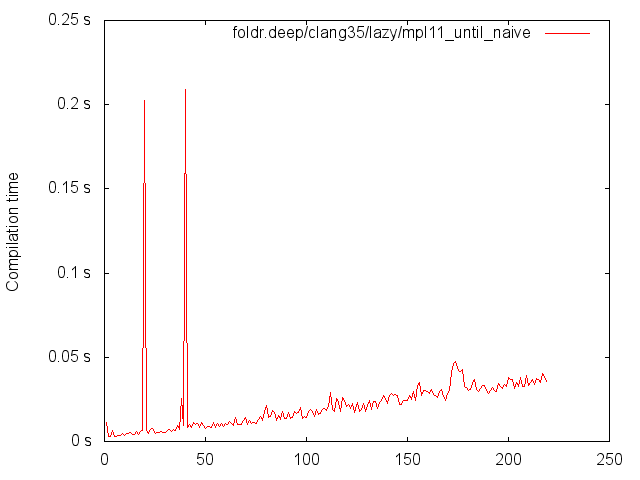 foldr.deep/clang35/lazy/mpl11_until_naive
0.25 s
0.2 s
0.15 s
0.1 s
0.05 s
0 s
Compilation time
0 50 100 150 200 250